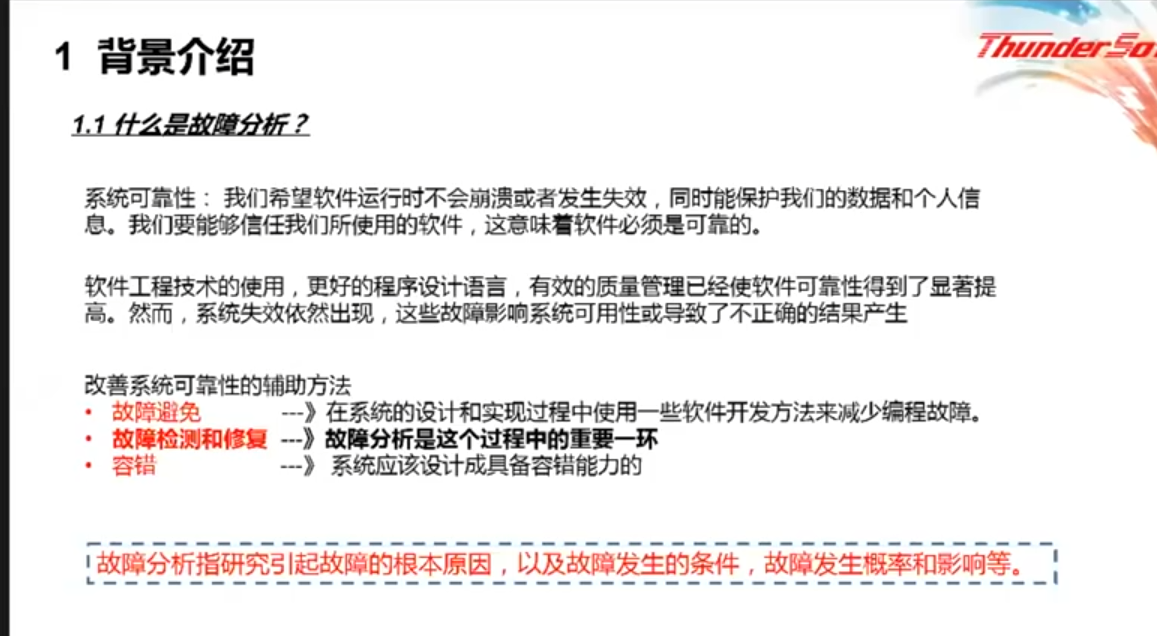 1 背景介绍
ThunderSo
1.1 什么是故障分析？
系统可靠性： 我们希望软件运行时不会崩溃或者发生失效，同时能保护我们的数据和个人信
息。我们要能够信任我们所使用的软件，这意味着软件必须是可靠的。
软件工程技术的使用，更好的程序设计语言，有效的质量管理已经使软件可靠性得到了显著提
高。然而，系统失效依然出现，这些故障影响系统可用性或导致了不正确的结果产生
改善系统可靠性的辅助方法
• 故障避免 ---》在系统的设计和实现过程中使用一些软件开发方法来减少编程故障。
• 故障检测和修复 ---》故障分析是这个过程中的重要一环
• 容错 ---》 系统应该设计成具备容错能力的
故障分析指研究引起故障的根本原因，以及故障发生的条件，故障发生概率和影响等。